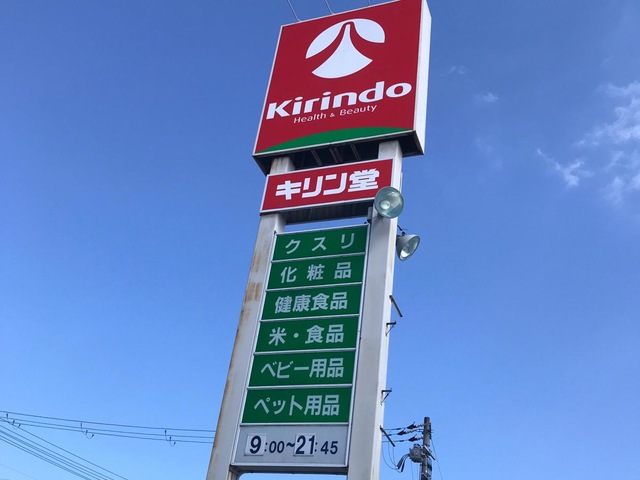 Kirindo
Health & Beauty
キリン堂
クスリ
化粧品
健康食品
米・食品
ベビー用品
ペット用品
9:00~21:45